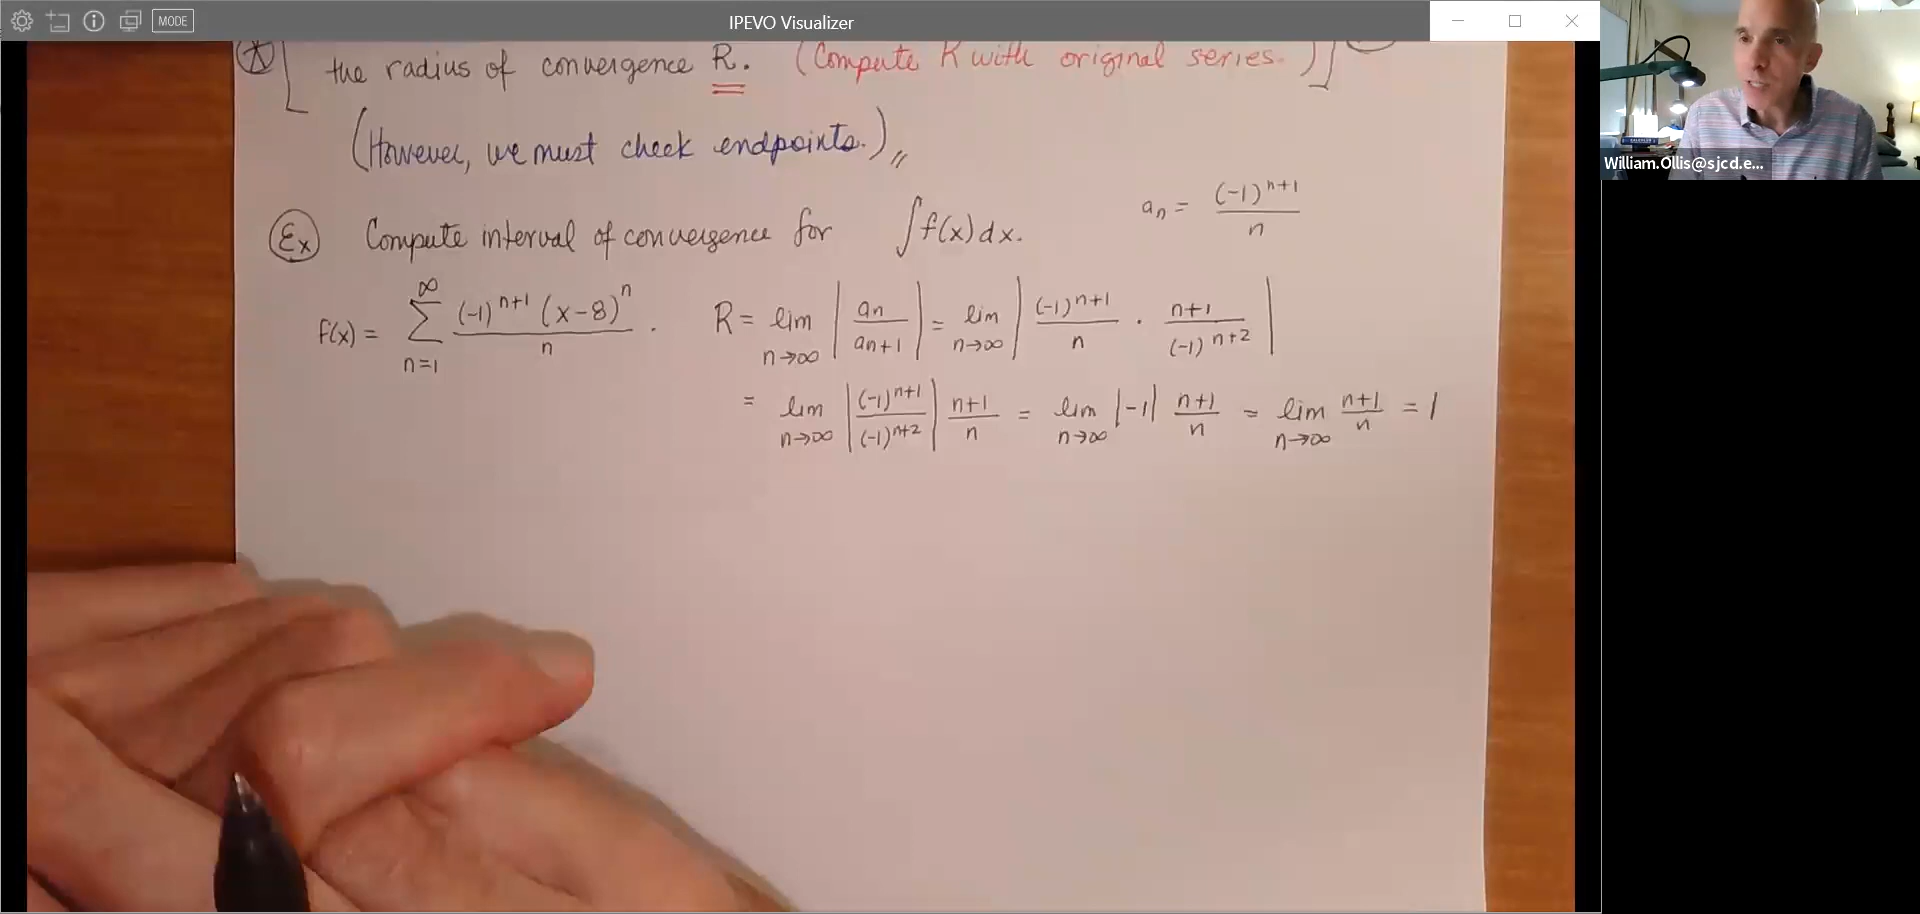 MODE
IPEVO Visualizer
the radius of convergence R. (Compute R with original series.)
(However, we must check endpoints.)
aₙ = (-1)^{n+1} / n
Ex Compute interval of convergence for ∫f(x)dx.
f(x) = ∑_{n=1}^{∞} (-1)^{n+1} (x-8)^n / n . R = lim_{n→∞} |aₙ / aₙ₊₁| = lim_{n→∞} |(-1)^{n+1} / n · n+1 / (-1)^{n+2}|
= lim_{n→∞} |(-1)^{n+1} / (-1)^{n+2}| n+1 / n = lim_{n→∞} |-1| n+1 / n = lim_{n→∞} n+1 / n = 1
William.Ollis@sjcd.e...